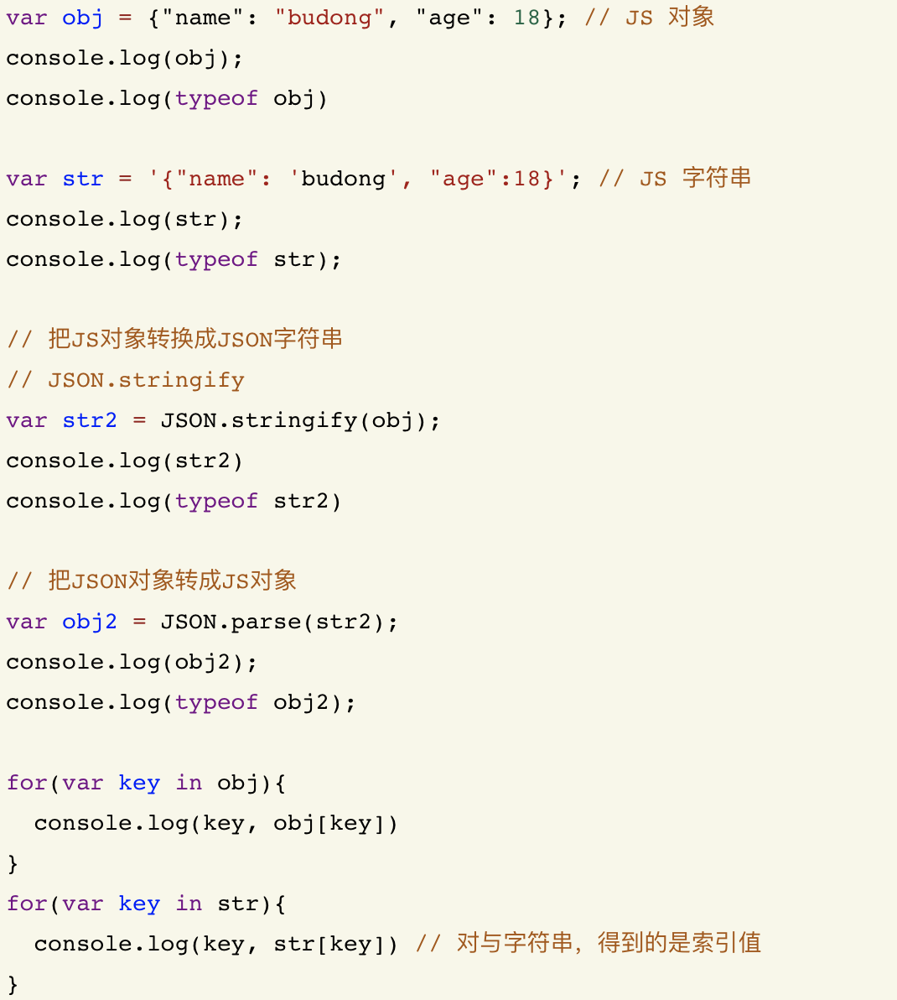 var obj = {"name": "budong", "age": 18}; // JS 对象
console.log(obj);
console.log(typeof obj)
var str = '{"name": 'budong', "age":18}'; // JS 字符串
console.log(str);
console.log(typeof str);
// 把JS对象转换成JSON字符串
// JSON.stringify
var str2 = JSON.stringify(obj);
console.log(str2)
console.log(typeof str2)
// 把JSON对象转成JS对象
var obj2 = JSON.parse(str2);
console.log(obj2);
console.log(typeof obj2);
for(var key in obj){
  console.log(key, obj[key])
}
for(var key in str){
  console.log(key, str[key]) // 对与字符串，得到的是索引值
}